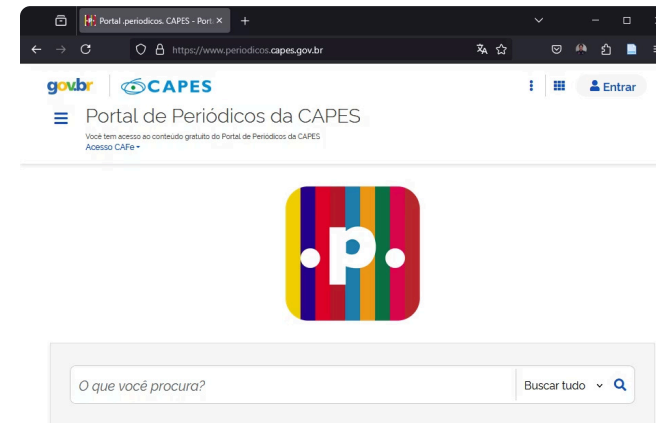 Portal .periodicos. CAPES - Port
https://www.periodicos.capes.gov.br
gov.br
CAPES
Entrar
Portal de Periódicos da CAPES
Você tem acesso ao conteúdo gratuito do Portal de Periódicos da CAPES
Acesso CAFe
.p.
O que você procura?
Buscar tudo